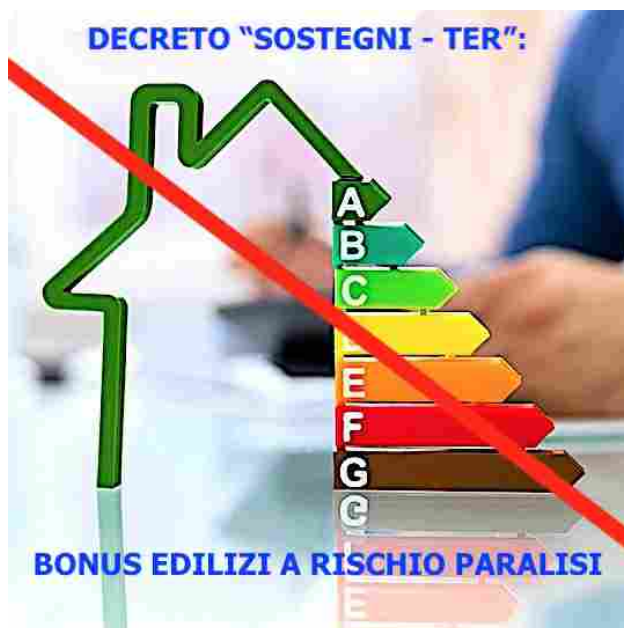 DECRETO “SOSTEGNI - TER”:
A
B
C
E
F
G
BONUS EDILIZI A RISCHIO PARALISI